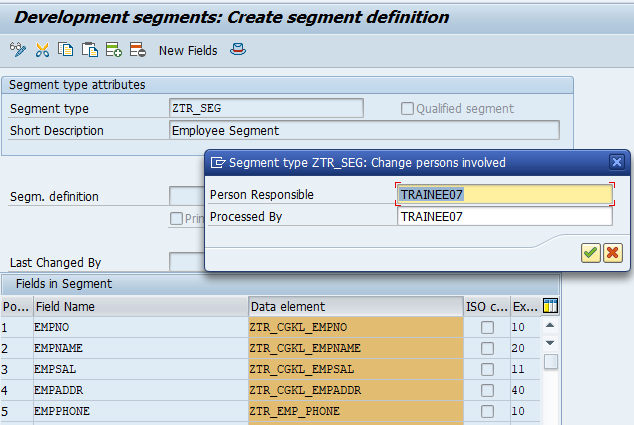 Development segments: Create segment definition
New Fields
Segment type attributes
Segment type ZTR_SEG Qualified segment
Short Description Employee Segment
Segment type ZTR_SEG: Change persons involved
Person Responsible TRAINEE07
Processed By TRAINEE07
Segm. definition
Prin
Last Changed By
Fields in Segment
Po... Field Name Data element ISO c... Ex...
1 EMPNO ZTR_CGKL_EMPNO 10
2 EMPNAME ZTR_CGKL_EMPNAME 20
3 EMPSAL ZTR_CGKL_EMPSAL 11
4 EMPADDR ZTR_CGKL_EMPADDR 40
5 EMPPHONE ZTR_EMP_PHONE 10